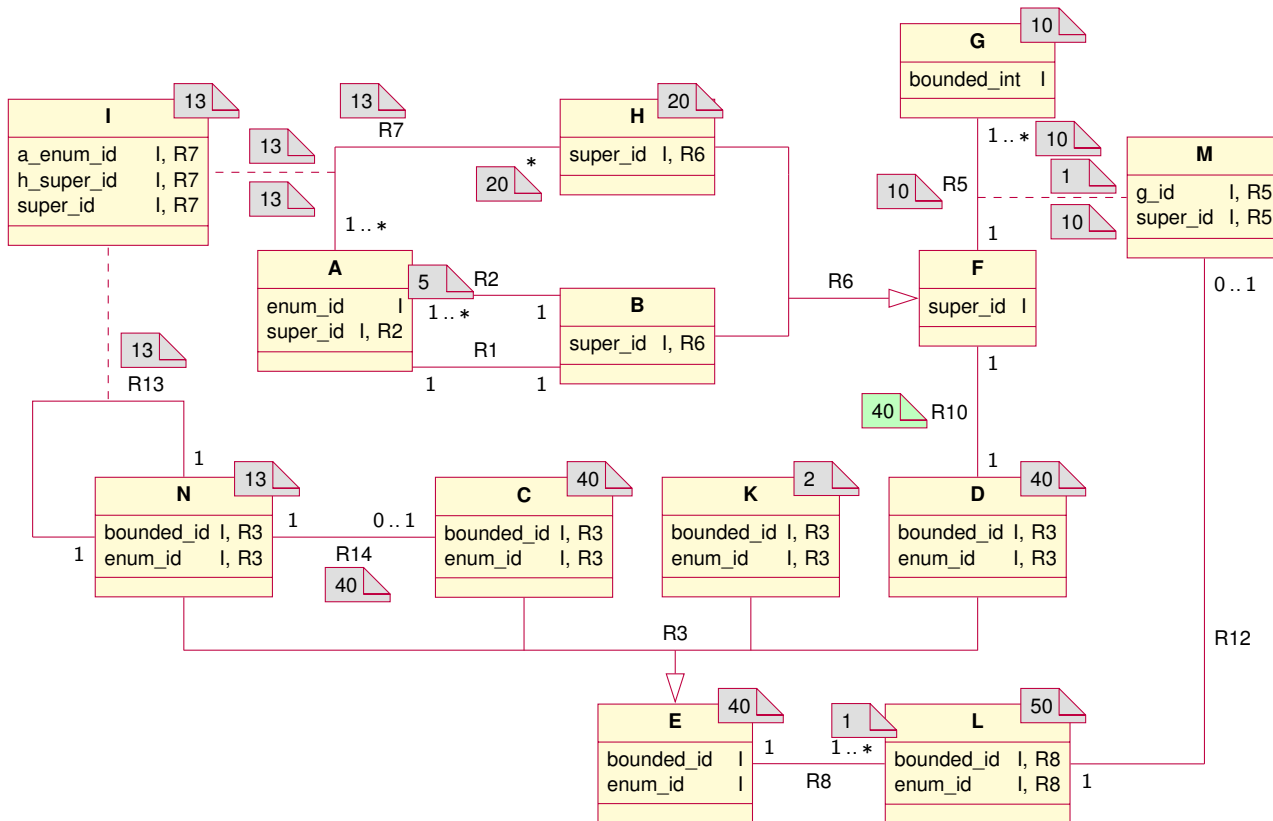 10
G
bounded_int I
13
I
a_enum_id I, R7
h_super_id I, R7
super_id I, R7
13
R7
13
13
20
H
super_id I, R6
*
20
1 .. *
1 .. *
10
R5
10
1
10
1
M
g_id I, R5
super_id I, R5
0 .. 1
A
enum_id I
super_id I, R2
5
R2
1 .. *
1
R1
1
1
B
super_id I, R6
R6
F
super_id I
1
13
R13
40
R10
1
1
1
13
N
bounded_id I, R3
enum_id I, R3
1
0 .. 1
R14
40
40
C
bounded_id I, R3
enum_id I, R3
2
K
bounded_id I, R3
enum_id I, R3
40
D
bounded_id I, R3
enum_id I, R3
R3
R12
40
E
bounded_id I
enum_id I
1
1
1 .. *
R8
50
L
bounded_id I, R8
enum_id I, R8
1